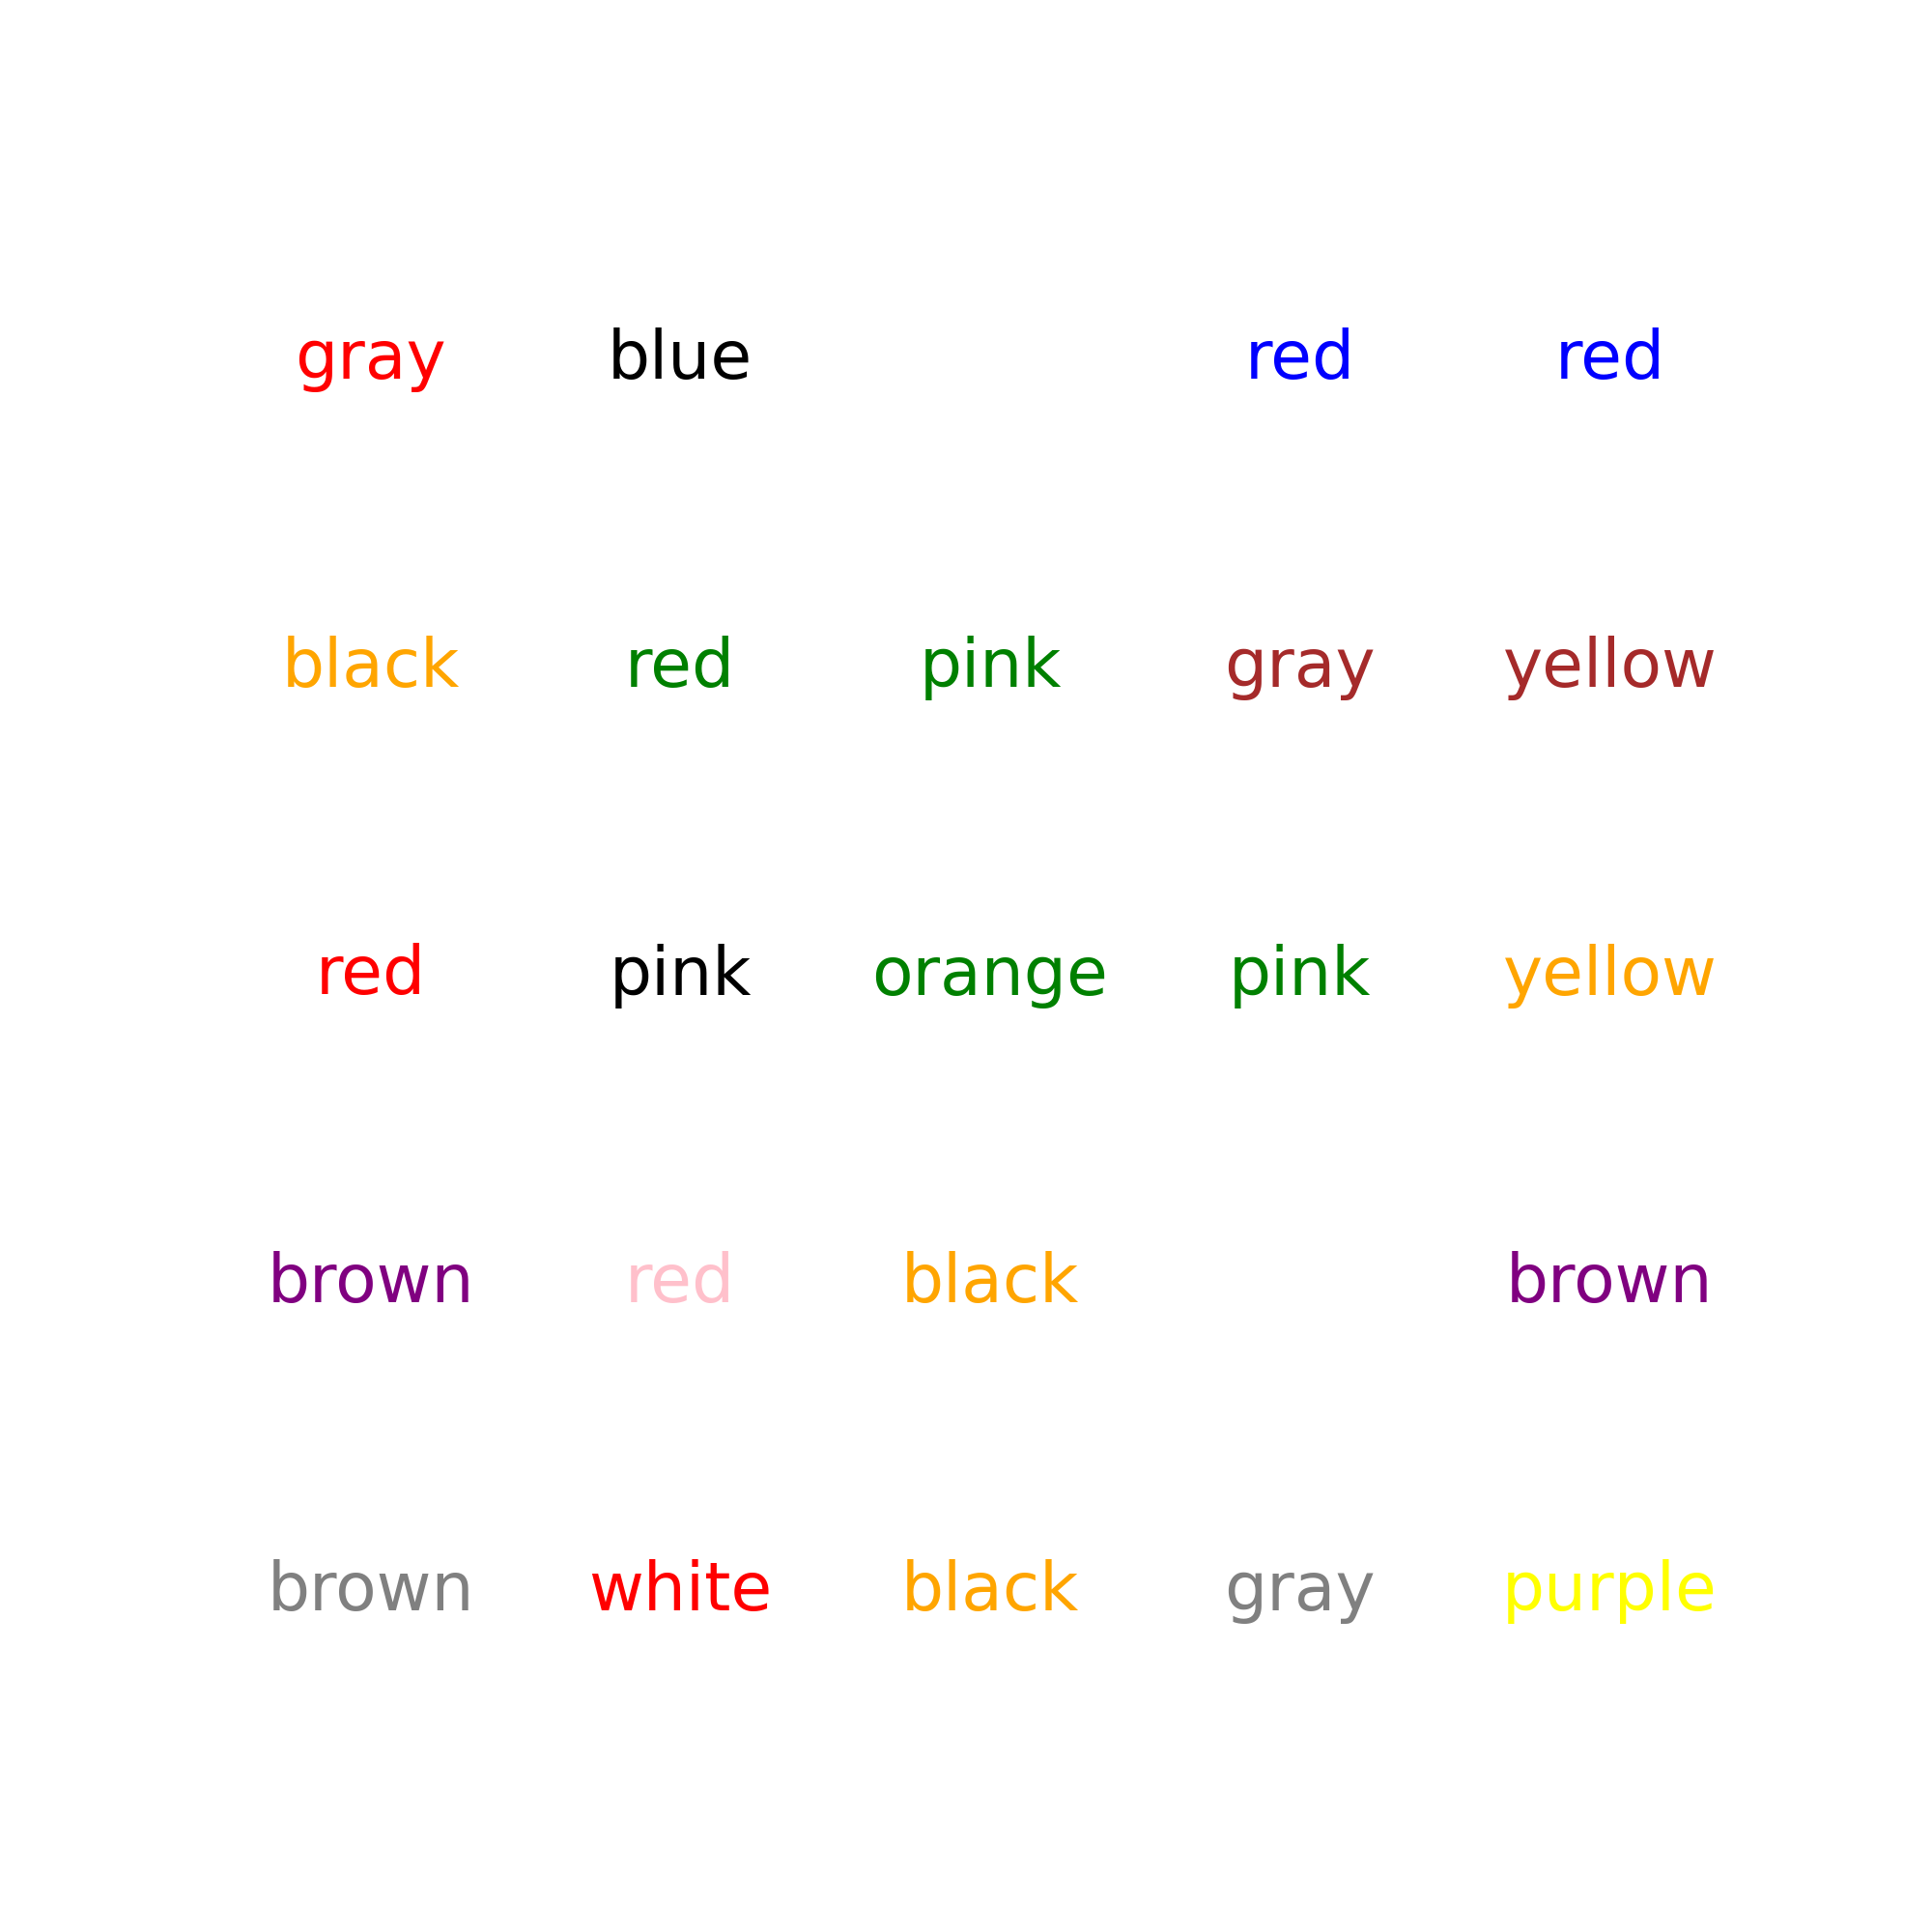 gray blue red red
black red pink gray yellow
red pink orange pink yellow
brown red black brown
brown white black gray purple